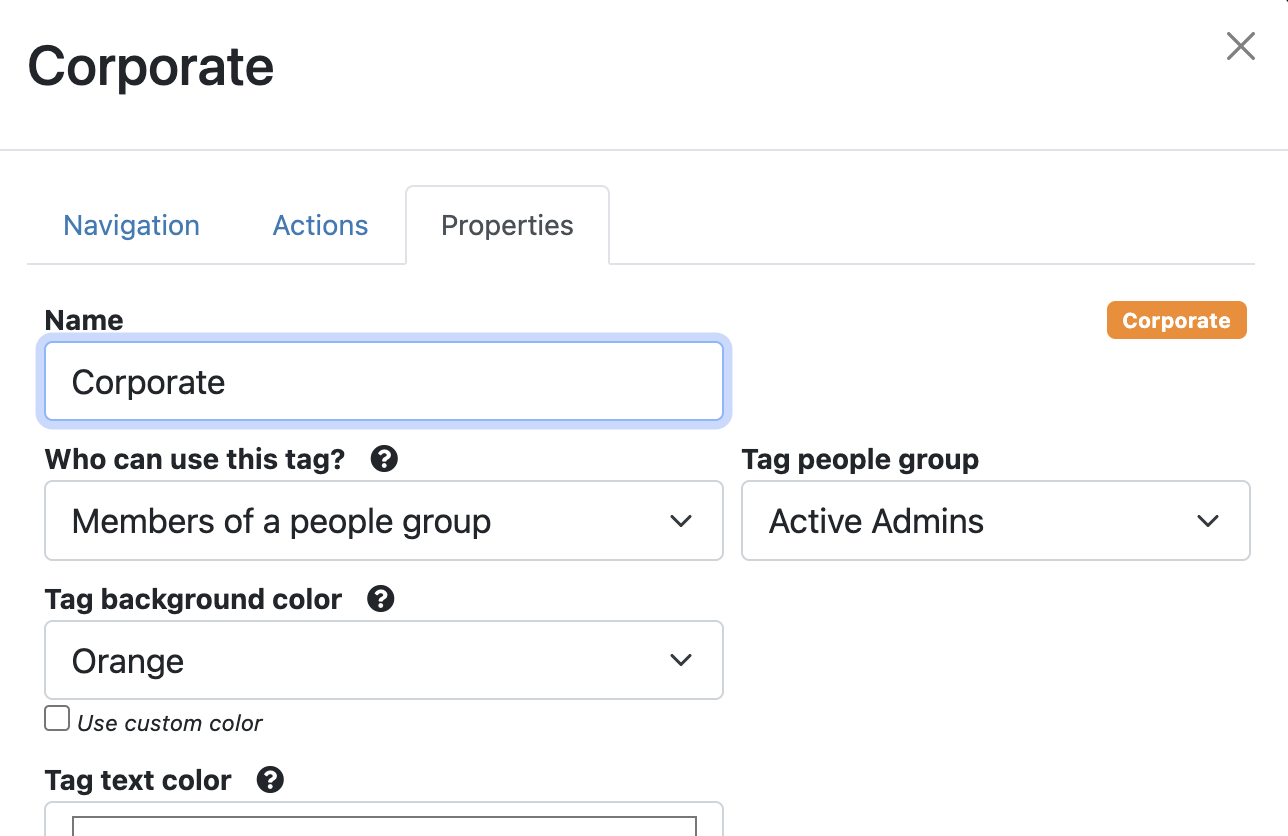 Corporate
Navigation Actions Properties
Name
Corporate
Corporate
Who can use this tag?
Tag people group
Members of a people group
Active Admins
Tag background color
Orange
Use custom color
Tag text color